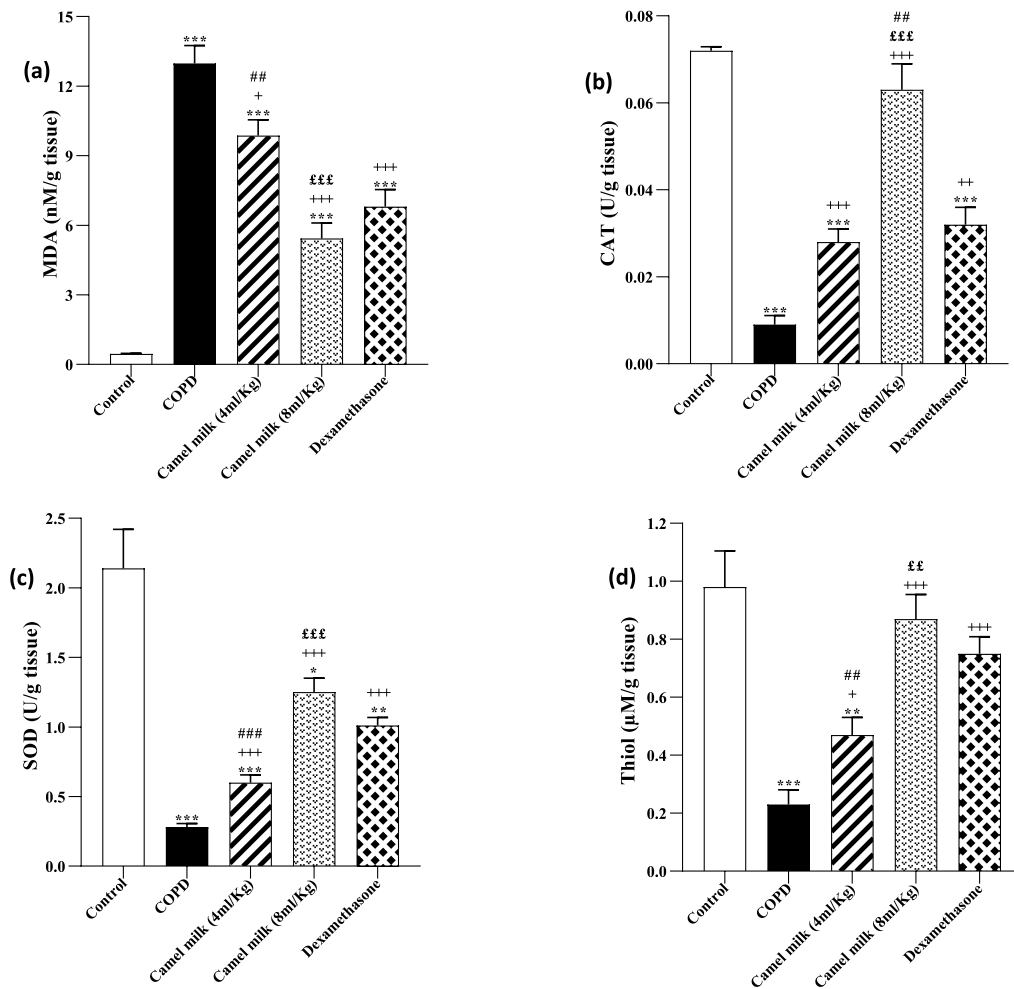 (a)
MDA (nM/g tissue)
15
12
9
6
3
0
***
##
+
***
£££
+++
***
+++
***
Control
COPD
Camel milk (4ml/Kg)
Camel milk (8ml/Kg)
Dexamethasone
(b)
CAT (U/g tissue)
0.08
0.06
0.04
0.02
0.00
***
+++
***
##
£££
+++
++
***
Control
COPD
Camel milk (4ml/Kg)
Camel milk (8ml/Kg)
Dexamethasone
(c)
SOD (U/g tissue)
2.5
2.0
1.5
1.0
0.5
0.0
***
###
+++
***
£££
+++
*
+++
**
Control
COPD
Camel milk (4ml/Kg)
Camel milk (8ml/Kg)
Dexamethasone
(d)
Thiol (µM/g tissue)
1.2
1.0
0.8
0.6
0.4
0.2
0.0
***
##
+
**
££
+++
+++
Control
COPD
Camel milk (4ml/Kg)
Camel milk (8ml/Kg)
Dexamethasone